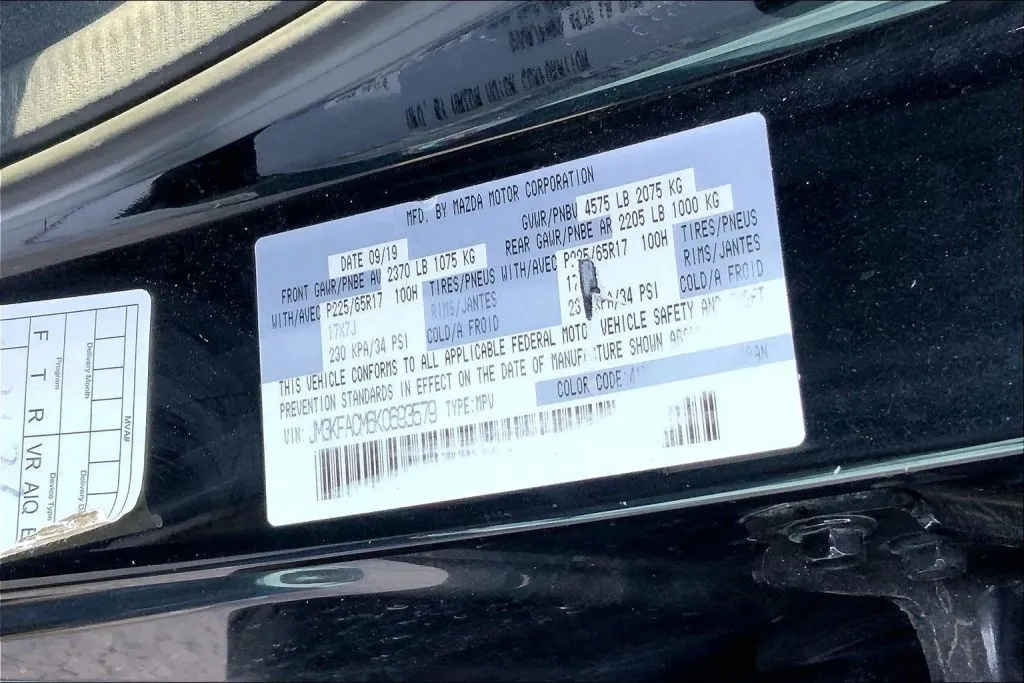 MFD. BY MAZDA MOTOR CORPORATION
DATE 09/19
GVWR/PNBV 4575 LB 2075 KG
FRONT GAWR/PNBE AV 2370 LB 1075 KG
REAR GAWR/PNBE AR 2205 LB 1000 KG
WITH/AVEC P225/65R17 100H TIRES/PNEUS
WITH/AVEC P225/65R17 100H TIRES/PNEUS
17X7J RIMS/JANTES
RIMS/JANTES
230 KPA/34 PSI COLD/A FROID
/34 PSI COLD/A FROID
THIS VEHICLE CONFORMS TO ALL APPLICABLE FEDERAL VEHICLE SAFETY
PREVENTION STANDARDS IN EFFECT ON THE DATE OF SHOWN
COLOR CODE:
VIN: TYPE:MPV
MVA#
Delivery Month
Program
Device Type
F T R VR AIQ